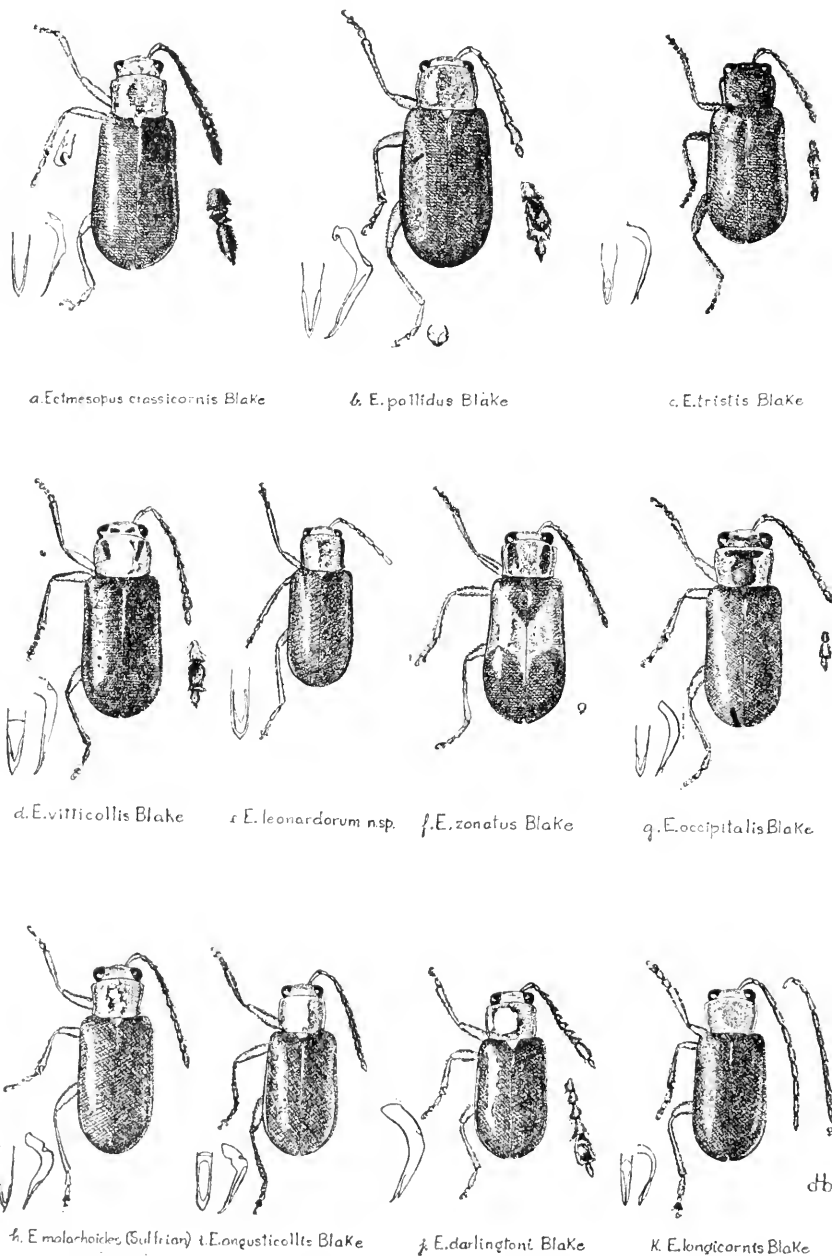 a. Ectmesopus crassicornis Blake
b. E. pallidus Blake
c. E. tristis Blake
d. E. vitticollis Blake
E. leonardorum n.sp.
f. E. zonatus Blake
g. E. occipitalis Blake
h. E. malachoides (Suffrian)
i. E. angusticollis Blake
j. E. darlingtoni Blake
K. E. longicornis Blake